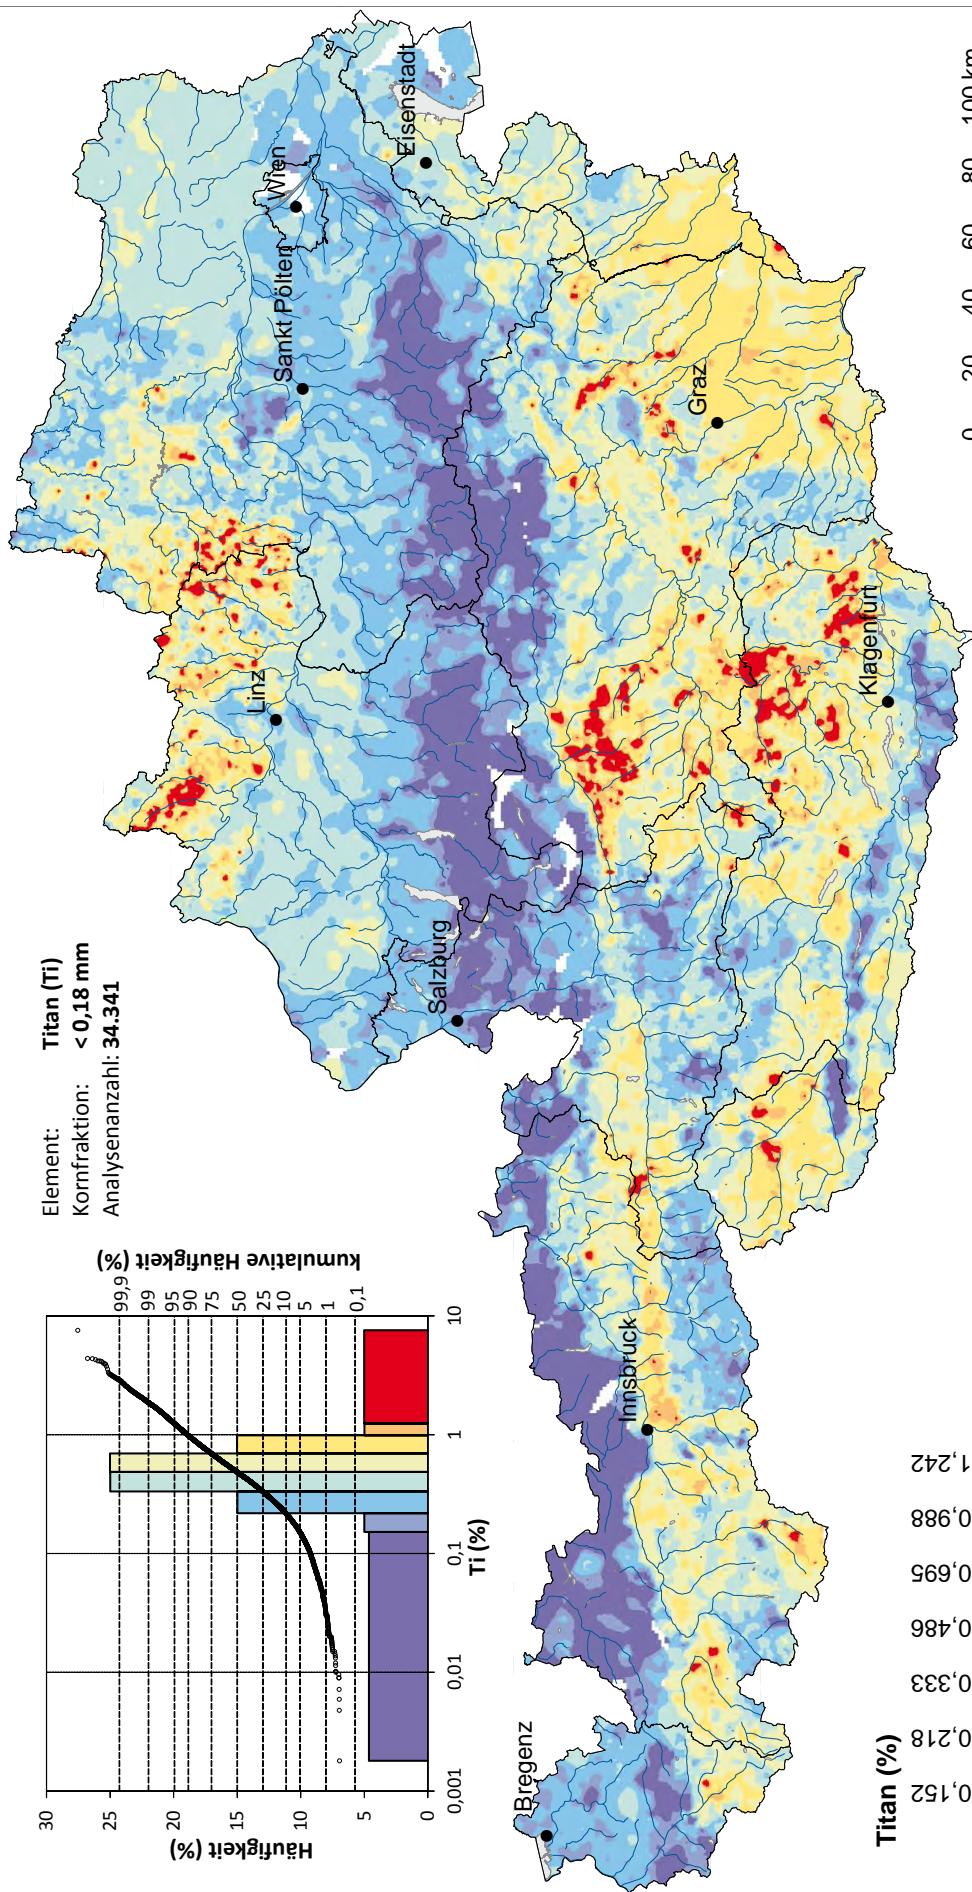 Element: Titan (Ti)
Kornfraktion: < 0,18 mm
Analysenanzahl: 34.341
Häufigkeit (%)
30
25
20
15
10
5
0
kumulative Häufigkeit (%)
99,9
99
95
90
75
50
25
10
5
1
0,1
0,001
0,01
0,1
1
10
Ti (%)
Bregenz
Innsbruck
Salzburg
Linz
Sankt Pölten
Wien
Eisenstadt
Graz
Klagenfurt
Titan (%)
0,152
0,218
0,333
0,486
0,695
0,988
1,242
0 20 40 60 80 100 km